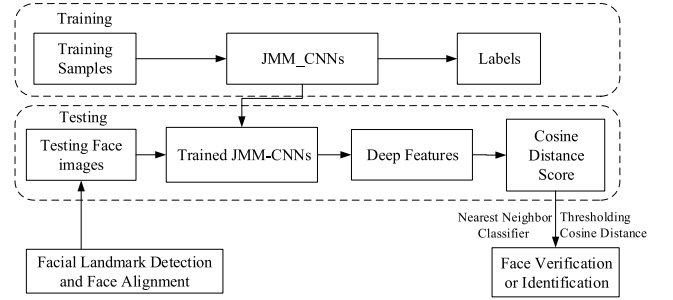 Training
Training
Samples
JMM_CNNs
Labels
Testing
Testing Face
images
Trained JMM-CNNs
Deep Features
Cosine
Distance
Score
Nearest Neighbor
Classifier
Thresholding
Cosine Distance
Facial Landmark Detection
and Face Alignment
Face Verification
or Identification